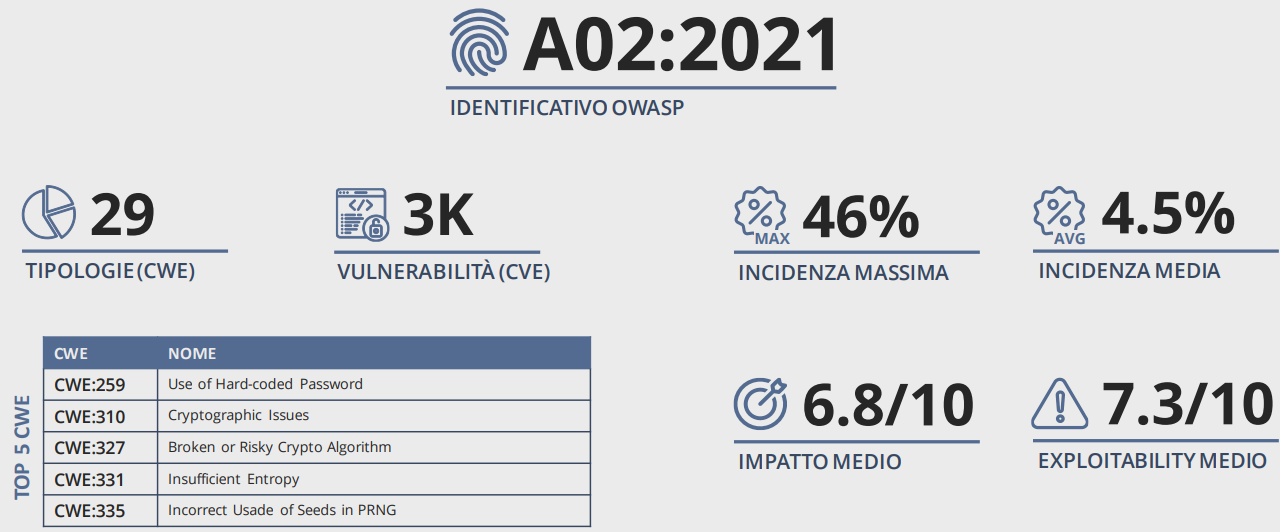 A02:2021
IDENTIFICATIVO OWASP
29
TIPOLOGIE (CWE)
3K
VULNERABILITÀ (CVE)
MAX
46%
INCIDENZA MASSIMA
AVG
4.5%
INCIDENZA MEDIA
TOP 5 CWE
CWE NOME
CWE:259 Use of Hard-coded Password
CWE:310 Cryptographic Issues
CWE:327 Broken or Risky Crypto Algorithm
CWE:331 Insufficient Entropy
CWE:335 Incorrect Usade of Seeds in PRNG
6.8/10
IMPATTO MEDIO
7.3/10
EXPLOITABILITY MEDIO